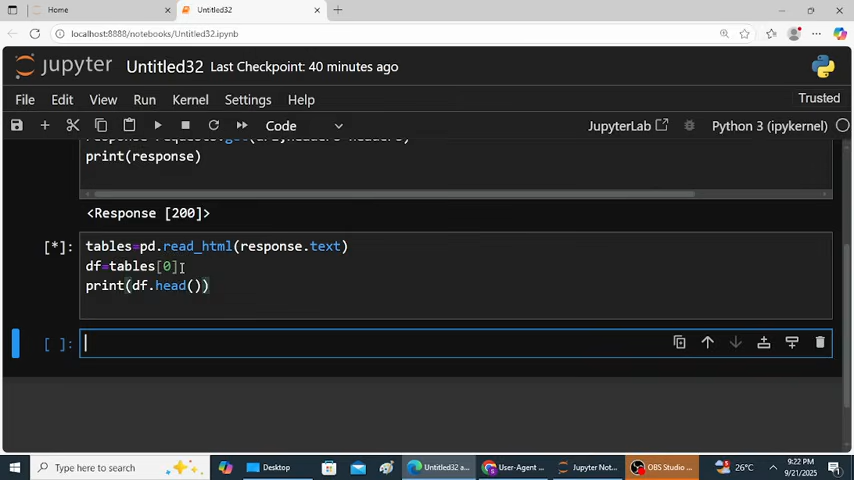 Home
Untitled32
localhost:8888/notebooks/Untitled32.ipynb
jupyter Untitled32 Last Checkpoint: 40 minutes ago
File Edit View Run Kernel Settings Help
Trusted
Code
JupyterLab
Python 3 (ipykernel)
print(response)
<Response [200]>
[*]:
tables=pd.read_html(response.text)
df=tables[0]
print(df.head())
[ ]:
Type here to search
Desktop
Untitled32 a...
User-Agent ...
Jupyter Not...
OBS Studio ...
26°C
9:22 PM
9/21/2025